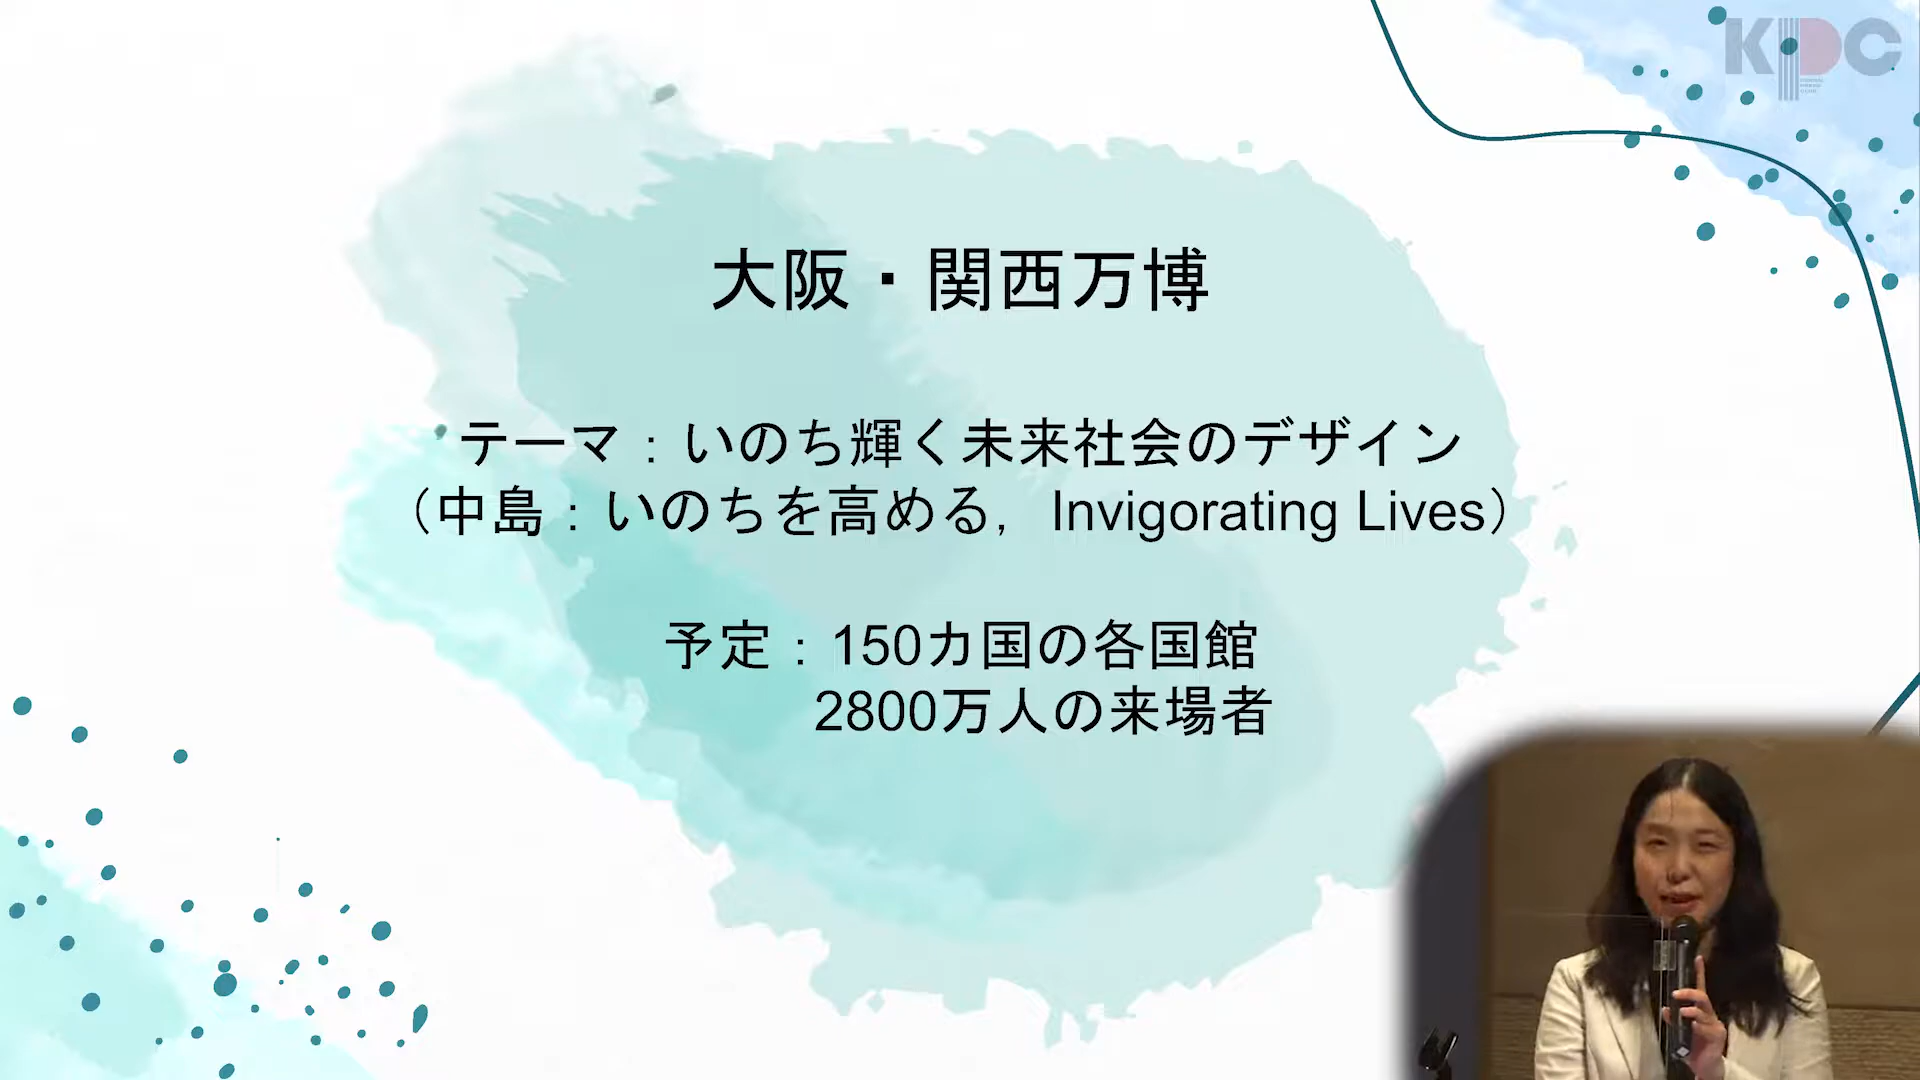 KPC
大阪・関西万博
テーマ：いのち輝く未来社会のデザイン
（中島：いのちを高める，Invigorating Lives）
予定：150カ国の各国館
2800万人の来場者